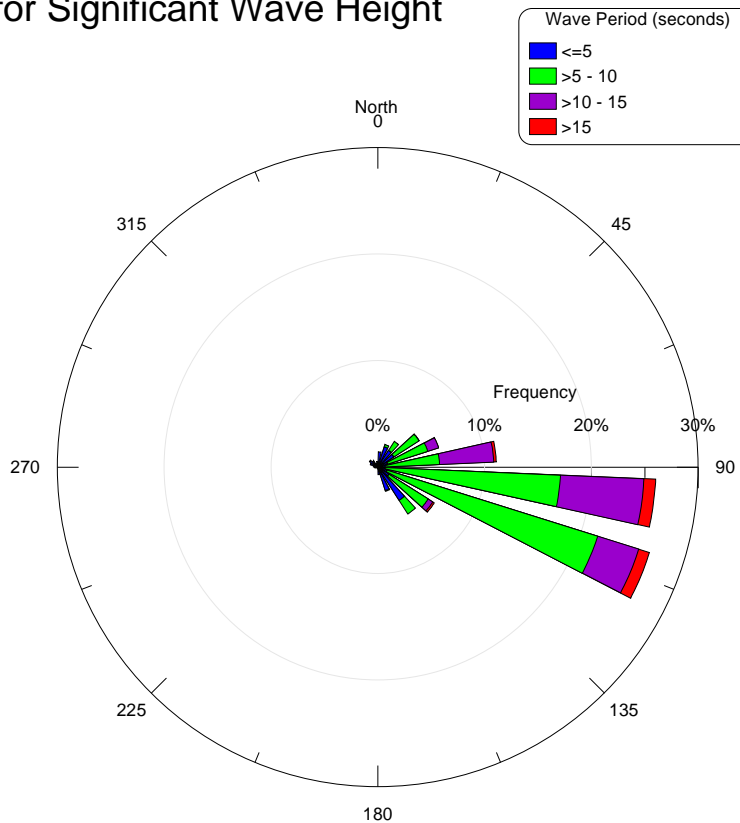 for Significant Wave Height
Wave Period (seconds)
<=5
>5 - 10
>10 - 15
>15
North
0
315
45
Frequency
0%
10%
20%
30%
270
90
225
135
180